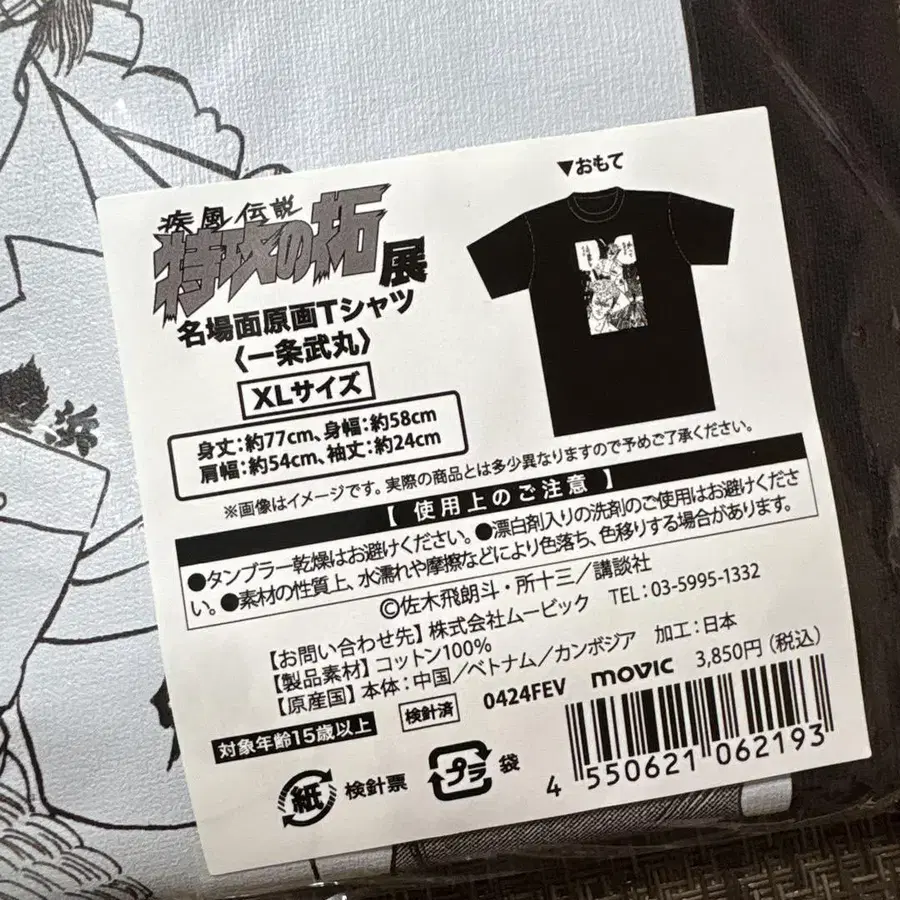 疾風伝説
特攻の拓展
名場面原画Tシャツ
〈一条武丸〉
XLサイズ
身丈：約77cm、身幅：約58cm
肩幅：約54cm、袖丈：約24cm
▼おもて
※画像はイメージです。実際の商品とは多少異なりますので予めご了承ください。
【 使用上のご注意 】
●タンブラー乾燥はお避けください。●漂白剤入りの洗剤のご使用はお避けくださ
い。●素材の性質上、水濡れや摩擦などにより色落ち、色移りする場合があります。
©佐木飛朗斗・所十三／講談社
【お問い合わせ先】株式会社ムービック TEL：03-5995-1332
【製品素材】コットン100%
【原産国】本体：中国／ベトナム／カンボジア 加工：日本
対象年齢15歳以上
検針済
0424FEV
movic
3,850円（税込）
紙 検針票
プラ 袋
4 550621 062193
浜